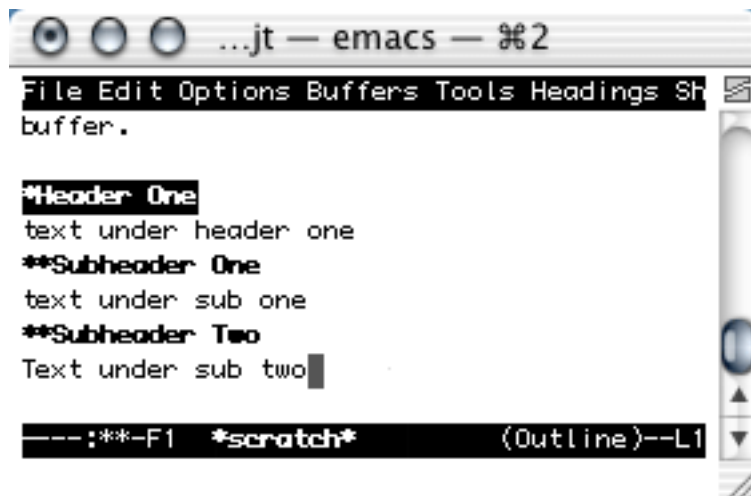 ...jt — emacs — ⌘2
File Edit Options Buffers Tools Headings Sh
buffer.
*Header One
text under header one
**Subheader One
text under sub one
**Subheader Two
Text under sub two
----:**-F1 *scratch* (Outline)--L1